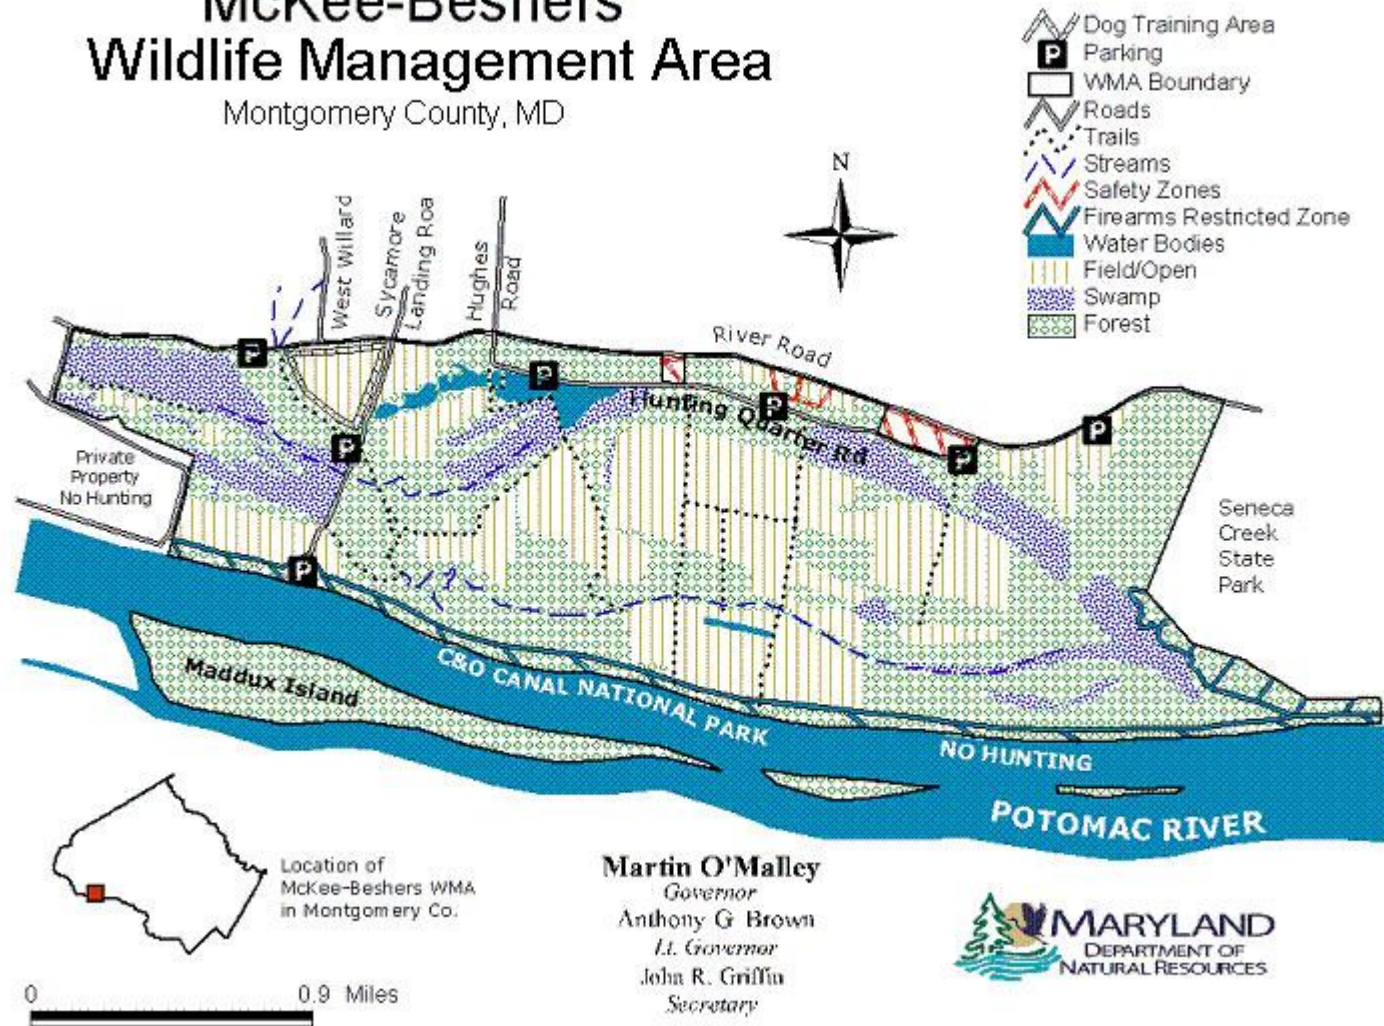 McKee-Beshers
Wildlife Management Area
Montgomery County, MD
Dog Training Area
P
Parking
WMA Boundary
Roads
Trails
Streams
Safety Zones
Firearms Restricted Zone
Water Bodies
Field/Open
Swamp
Forest
N
West Willard
Sycamore
Landing Roa
Hughes
Road
River Road
P
P
P
P
P
P
P
Hunting Quarter Rd
Private
Property
No Hunting
Seneca
Creek
State
Park
Maddux Island
C&O CANAL NATIONAL PARK
NO HUNTING
POTOMAC RIVER
Location of
McKee-Beshers WMA
in Montgomery Co.
0 0.9 Miles
Martin O'Malley
Governor
Anthony G Brown
Lt. Governor
John R. Griffin
Secretary
MARYLAND
DEPARTMENT OF
NATURAL RESOURCES